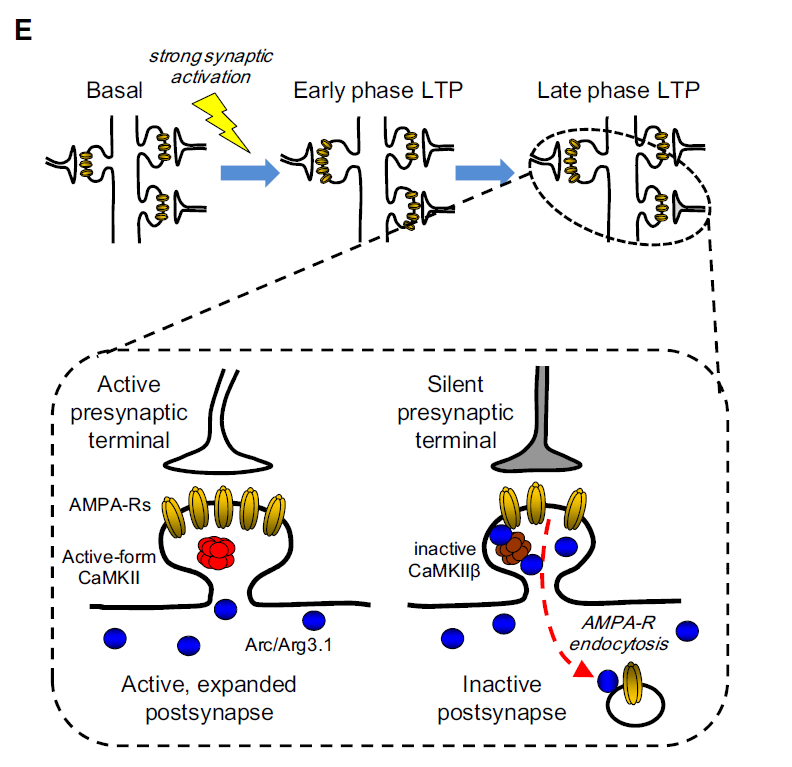 E
strong synaptic
activation
Basal
Early phase LTP
Late phase LTP
Active
presynaptic
terminal
Silent
presynaptic
terminal
AMPA-Rs
Active-form
CaMKII
inactive
CaMKIIβ
Arc/Arg3.1
AMPA-R
endocytosis
Active, expanded
postsynapse
Inactive
postsynapse